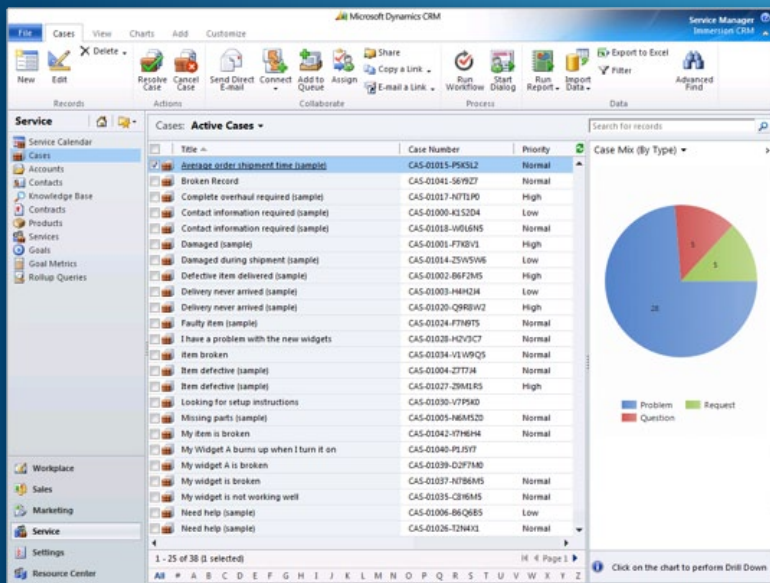 Microsoft Dynamics CRM
File Cases View Charts Add Customize
Service Manager
Immersion CRM
New Edit Delete
Resolve Case Cancel Case
Send Direct E-mail Connect Add to Queue Assign Share Copy a Link E-mail a Link
Run Workflow Start Dialog
Run Report Import Data Export to Excel Filter Advanced Find
Records Actions Collaborate Process Data
Service
Service Calendar
Cases
Accounts
Contacts
Knowledge Base
Contracts
Products
Services
Goals
Goal Metrics
Rollup Queries
Workplace
Sales
Marketing
Service
Settings
Resource Center
Cases: Active Cases
Search for records
Title Case Number Priority
Average order shipment time (sample) CAS-01015-P5K5L2 Normal
Broken Record CAS-01041-S6Y9Z7 Normal
Complete overhaul required (sample) CAS-01017-N7T1P0 High
Contact information required (sample) CAS-01000-K1S2D4 Low
Contact information required (sample) CAS-01018-W0L6N5 Normal
Damaged (sample) CAS-01001-F7K8V1 High
Damaged during shipment (sample) CAS-01014-Z5W5W6 Low
Defective item delivered (sample) CAS-01002-B6F2M5 High
Delivery never arrived (sample) CAS-01003-H4H2J4 Low
Delivery never arrived (sample) CAS-01020-Q9R8W2 High
Faulty item (sample) CAS-01024-F7N9T5 Normal
I have a problem with the new widgets CAS-01028-H2V3C7 Normal
item broken CAS-01034-V1W9Q5 Normal
Item defective (sample) CAS-01004-Z7T7J4 Normal
Item defective (sample) CAS-01027-Z9M1R5 High
Looking for setup instructions CAS-01030-V7P5K0
Missing parts (sample) CAS-01005-N6M5Z0 Normal
My item is broken CAS-01042-Y7H6H4 Normal
My Widget A burns up when I turn it on CAS-01040-P1J5Y7
My widget A is broken CAS-01039-D2F7M0
My widget is broken CAS-01037-N7B6M5 Normal
My widget is not working well CAS-01035-C8Y6M5 Normal
Need help (sample) CAS-01006-B6Q6B5 Low
Need help (sample) CAS-01026-T2N4X1 Normal
1 - 25 of 38 (1 selected) Page 1
All # A B C D E F G H I J K L M N O P Q R S T U V W X Y Z
Case Mix (By Type)
5
5
28
Problem Request
Question
Click on the chart to perform Drill Down